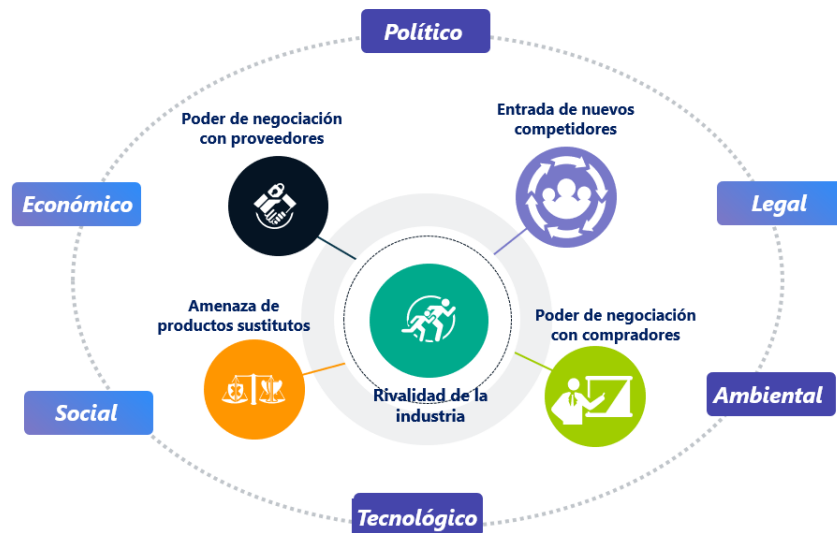 Político
Poder de negociación
con proveedores
Entrada de nuevos
competidores
Económico
Legal
Amenaza de
productos sustitutos
Poder de negociación
con compradores
Rivalidad de la
industria
Social
Ambiental
Tecnológico